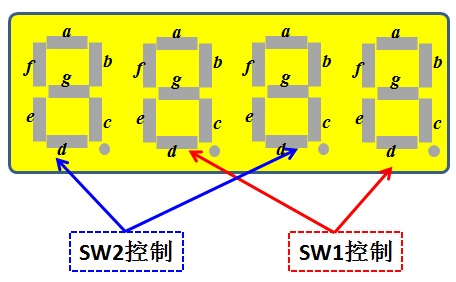 a a a a
f b f b f b f b
g g g g
e c e c e c e c
d d d d
SW2控制 SW1控制